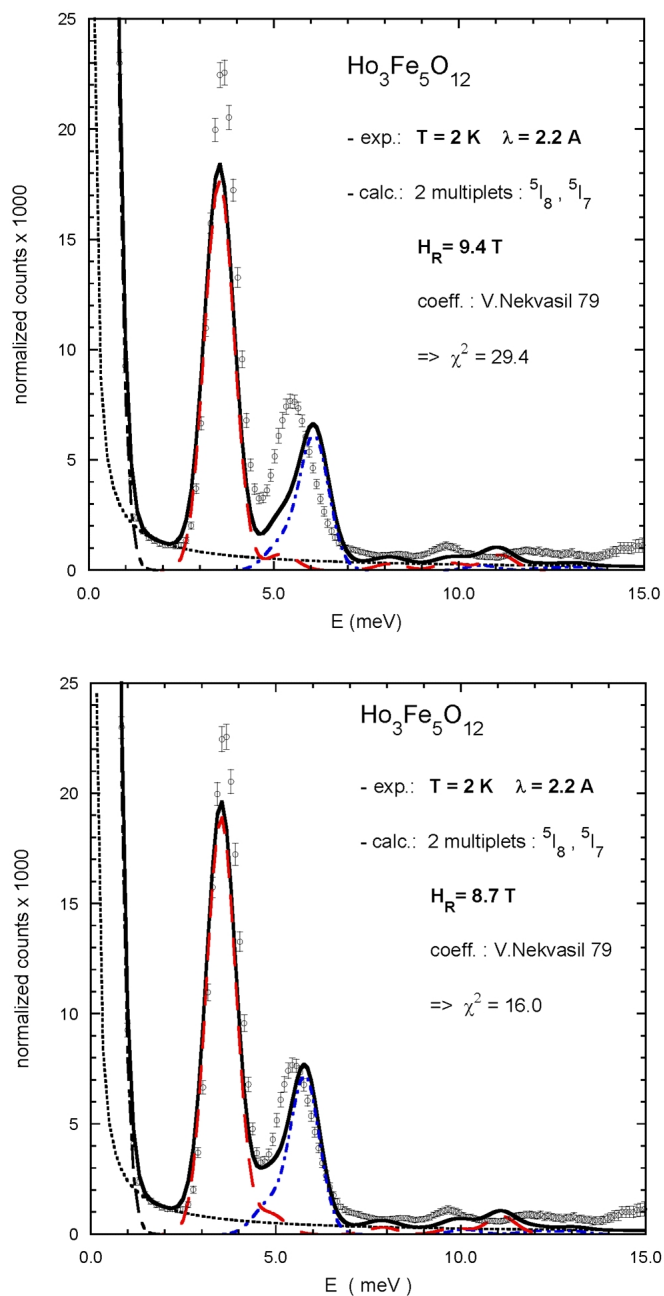 25
20
15
10
5
0
normalized counts x 1000
Ho3Fe5O12
- exp.: T = 2 K λ = 2.2 A
- calc.: 2 multiplets : 5I8 , 5I7
HR= 9.4 T
coeff. : V.Nekvasil 79
=> χ2 = 29.4
0.0 5.0 10.0 15.0
E (meV)
25
20
15
10
5
0
normalized counts x 1000
Ho3Fe5O12
- exp.: T = 2 K λ = 2.2 A
- calc.: 2 multiplets : 5I8 , 5I7
HR= 8.7 T
coeff. : V.Nekvasil 79
=> χ2 = 16.0
0.0 5.0 10.0 15.0
E ( meV )